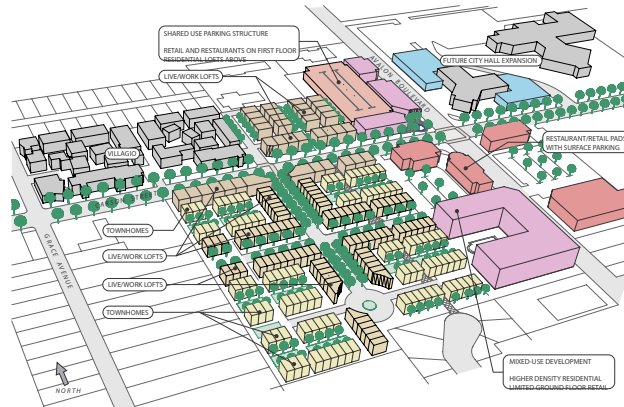 SHARED USE PARKING STRUCTURE
RETAIL AND RESTAURANTS ON FIRST FLOOR
RESIDENTIAL LOFTS ABOVE
LIVE/WORK LOFTS
AVALON BOULEVARD
FUTURE CITY HALL EXPANSION
RESTAURANT/RETAIL PADS
WITH SURFACE PARKING
VILLAGIO
CARSON STREET
GRACE AVENUE
TOWNHOMES
LIVE/WORK LOFTS
LIVE/WORK LOFTS
TOWNHOMES
NORTH
MIXED-USE DEVELOPMENT
HIGHER DENSITY RESIDENTIAL
LIMITED GROUND FLOOR RETAIL